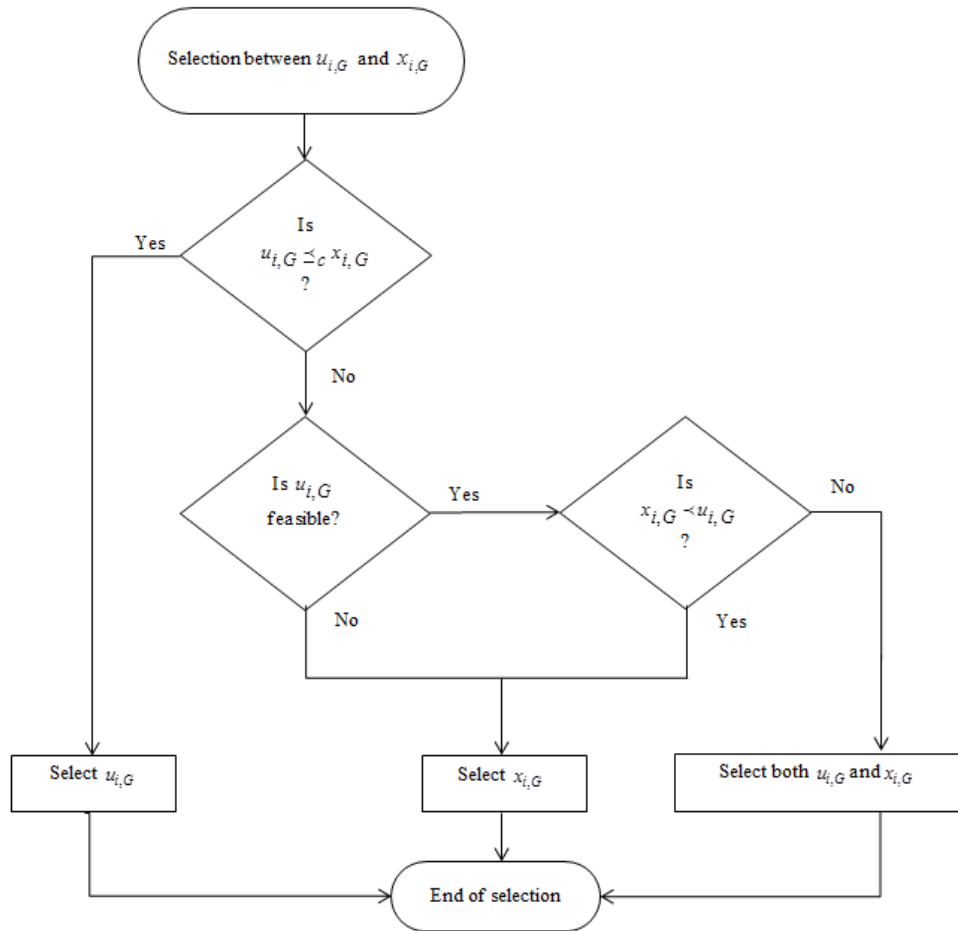 Selection between u_{i,G} and x_{i,G}
Is
u_{i,G} ⪯_c x_{i,G}
?
Yes
No
Is u_{i,G}
feasible?
Yes
Is
x_{i,G} ≺ u_{i,G}
?
No
No
Yes
Select u_{i,G}
Select x_{i,G}
Select both u_{i,G} and x_{i,G}
End of selection